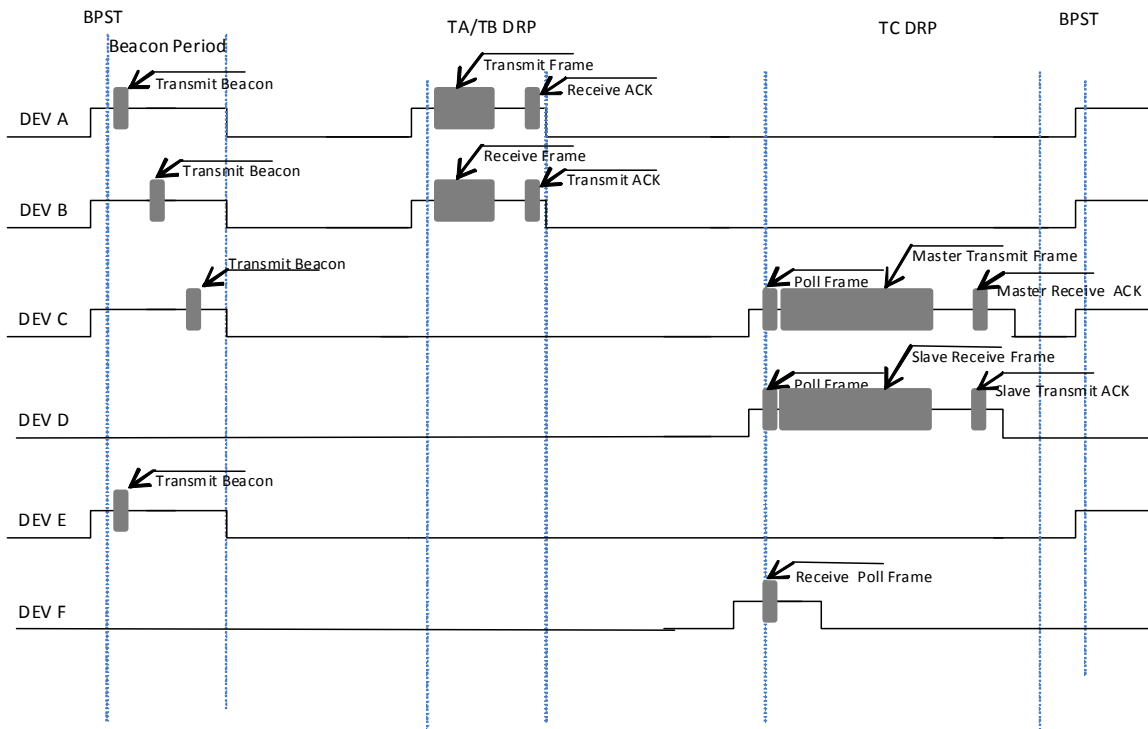 BPST
TA/TB DRP
TC DRP
BPST
Beacon Period
Transmit Beacon
Transmit Frame
Receive ACK
DEV A
Transmit Beacon
Receive Frame
Transmit ACK
DEV B
Transmit Beacon
Master Transmit Frame
Poll Frame
Master Receive ACK
DEV C
Slave Receive Frame
Poll Frame
Slave Transmit ACK
DEV D
Transmit Beacon
DEV E
Receive Poll Frame
DEV F